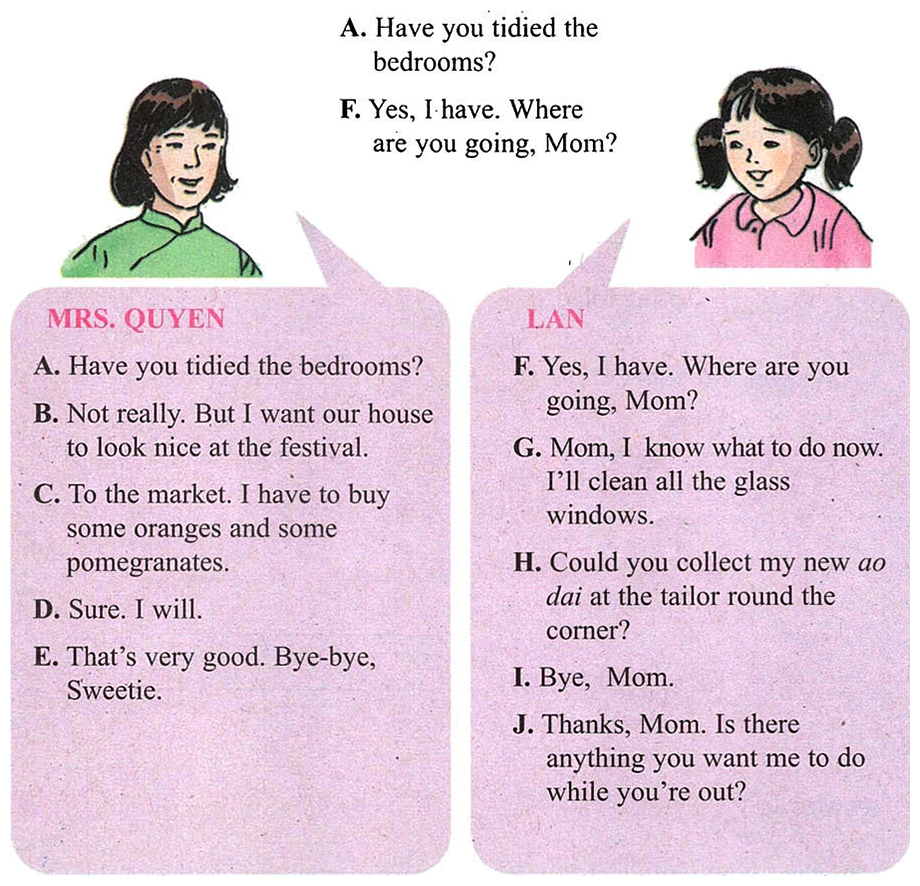 A. Have you tidied the
bedrooms?
F. Yes, I have. Where
are you going, Mom?
MRS. QUYEN
A. Have you tidied the bedrooms?
B. Not really. But I want our house
to look nice at the festival.
C. To the market. I have to buy
some oranges and some
pomegranates.
D. Sure. I will.
E. That's very good. Bye-bye,
Sweetie.
LAN
F. Yes, I have. Where are you
going, Mom?
G. Mom, I know what to do now.
I'll clean all the glass
windows.
H. Could you collect my new ao
dai at the tailor round the
corner?
I. Bye, Mom.
J. Thanks, Mom. Is there
anything you want me to do
while you're out?